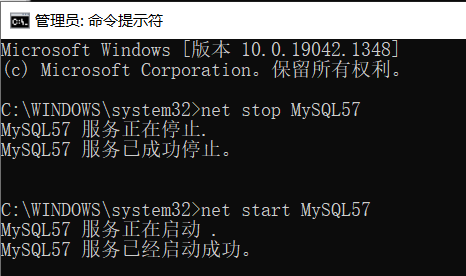 管理员: 命令提示符
Microsoft Windows [版本 10.0.19042.1348]
(c) Microsoft Corporation。保留所有权利。
C:\WINDOWS\system32>net stop MySQL57
MySQL57 服务正在停止.
MySQL57 服务已成功停止。
C:\WINDOWS\system32>net start MySQL57
MySQL57 服务正在启动 .
MySQL57 服务已经启动成功。